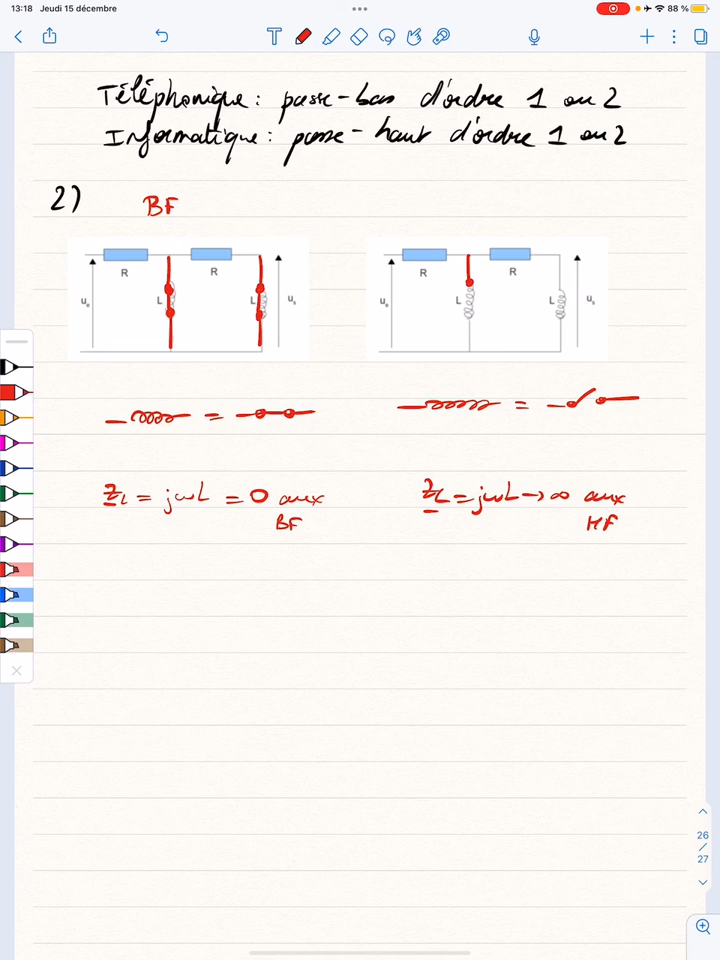 13:18 Jeudi 15 décembre
88 %
Téléphonique : passe-bas d'ordre 1 ou 2
Informatique : passe-haut d'ordre 1 ou 2
2) BF
R R
L L
uₑ uₛ
R R
L L
uₑ uₛ
=
=
Z_L = jωL = 0 aux
BF
Z_L = jωL → ∞ aux
HF
26
/
27